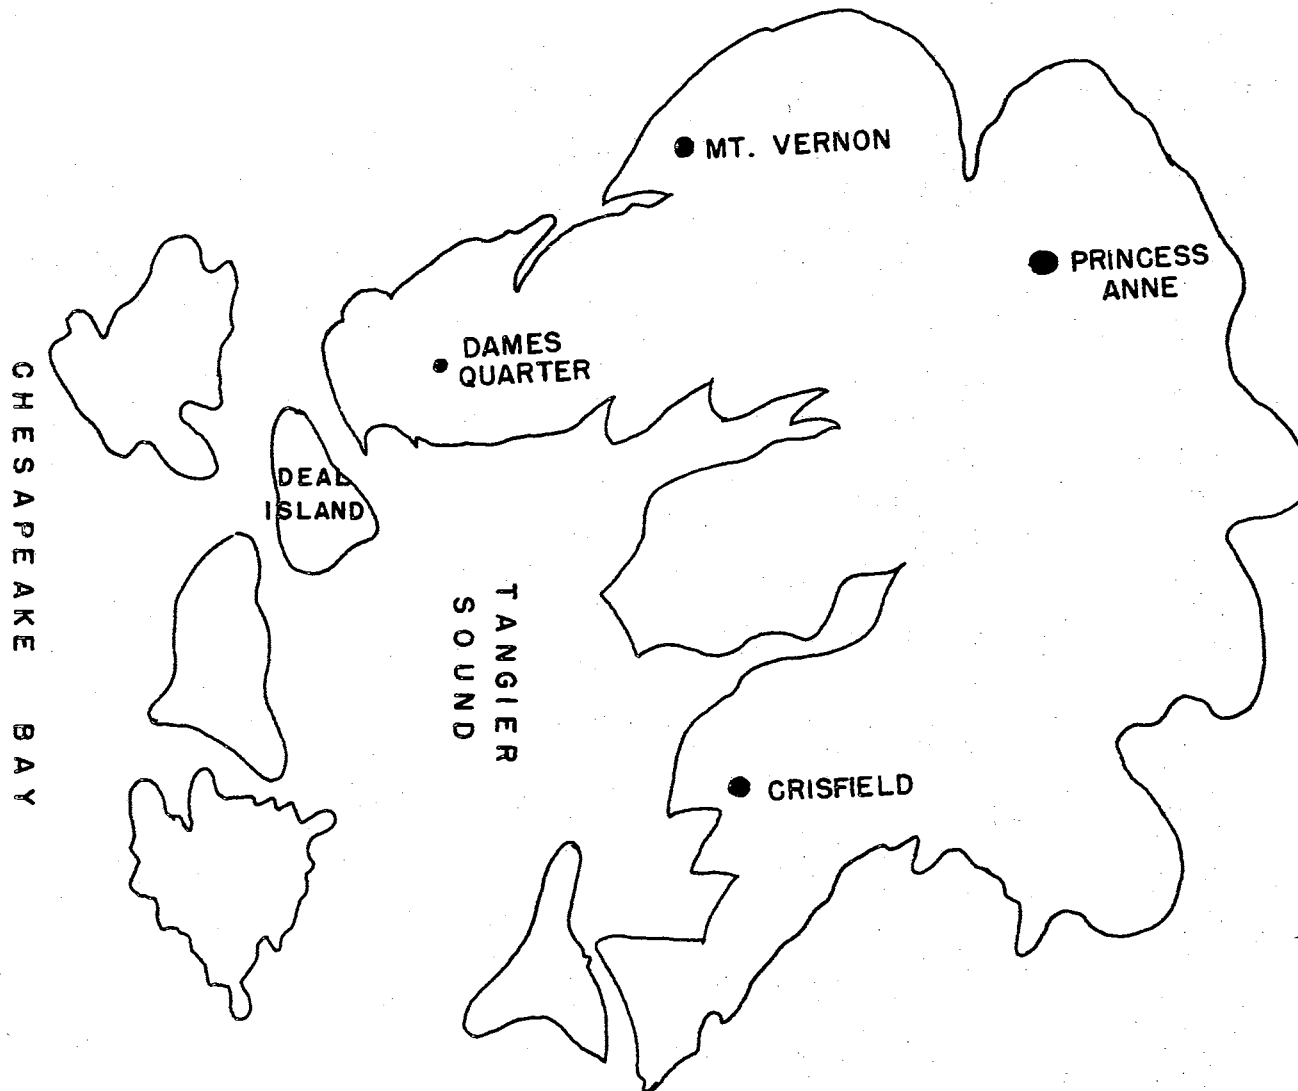 MT. VERNON
PRINCESS
ANNE
DAMES
QUARTER
DEAL
ISLAND
CHESAPEAKE BAY
TANGIER
SOUND
CRISFIELD